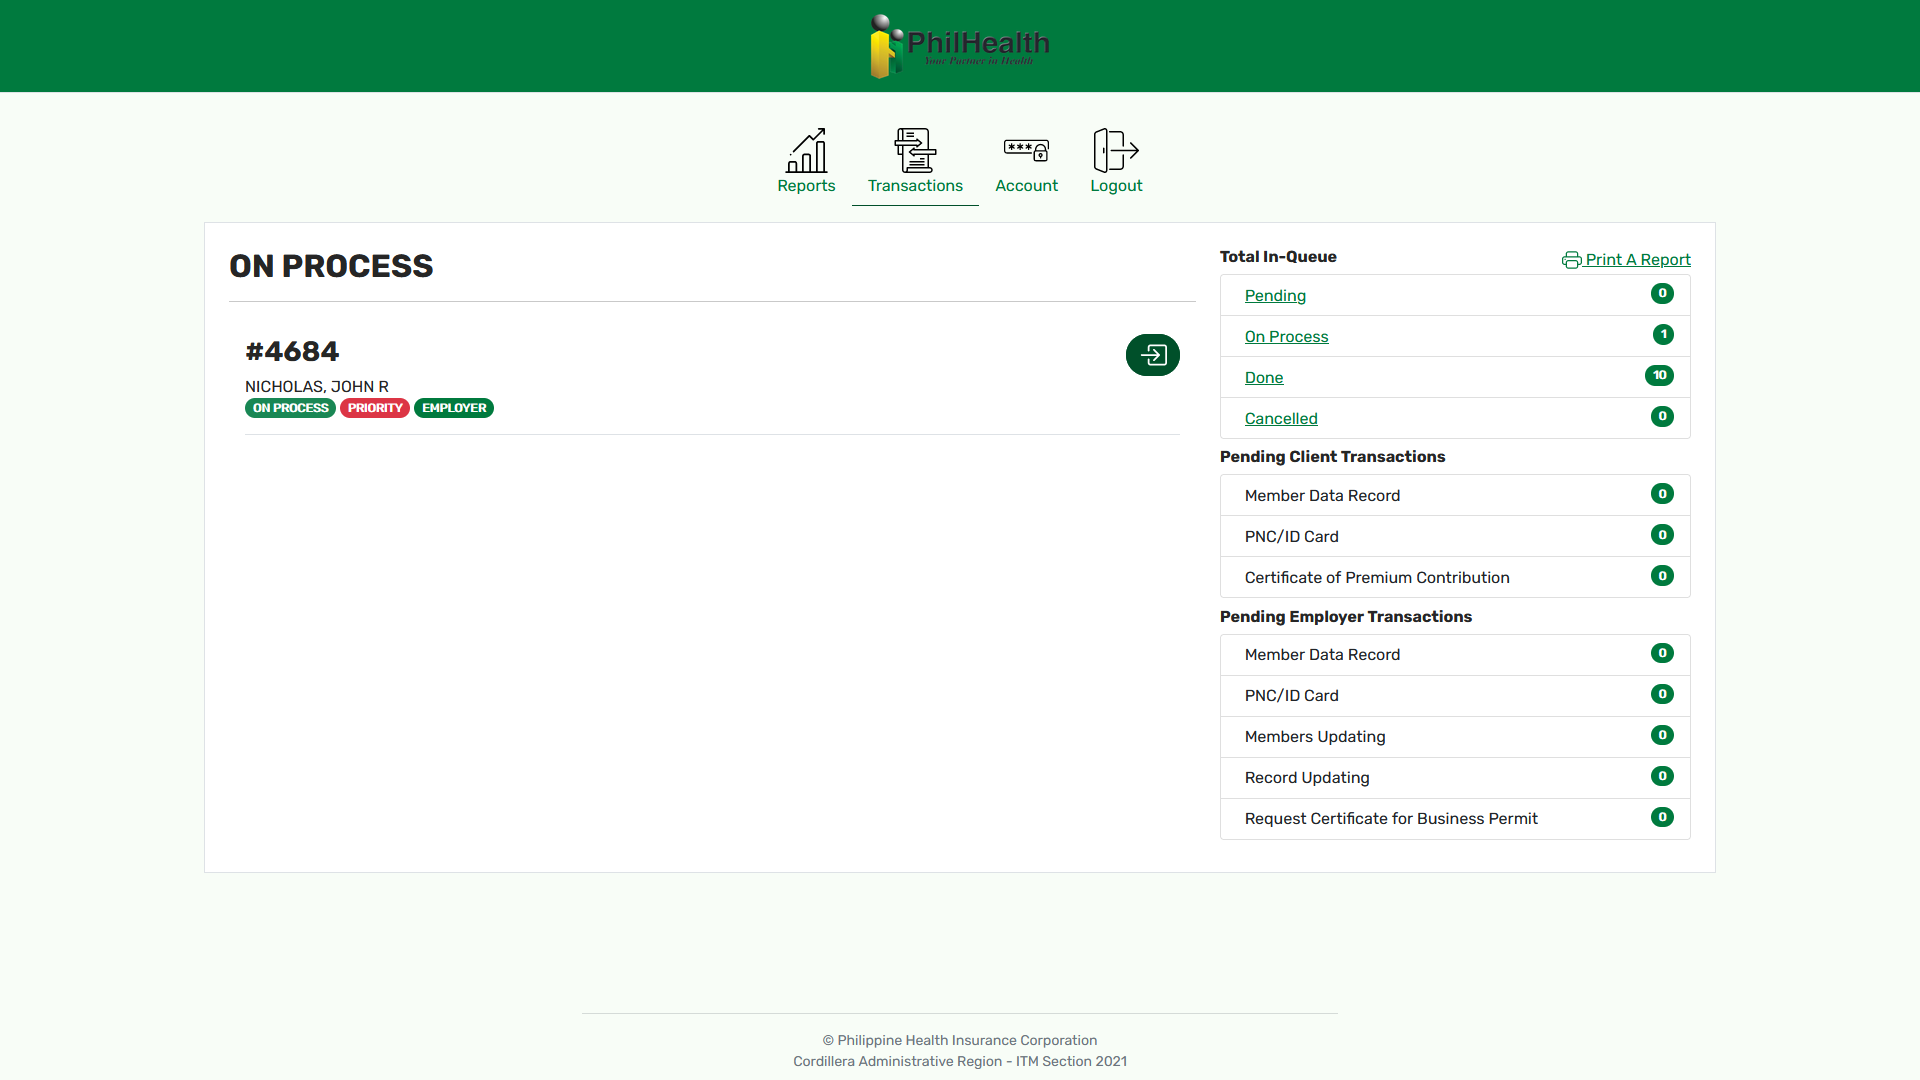 PhilHealth
Your Partner in Health
Reports
Transactions
***
Account
Logout
ON PROCESS
#4684
NICHOLAS, JOHN R
ON PROCESS PRIORITY EMPLOYER
Total In-Queue
Print A Report
Pending 0
On Process 1
Done 10
Cancelled 0
Pending Client Transactions
Member Data Record 0
PNC/ID Card 0
Certificate of Premium Contribution 0
Pending Employer Transactions
Member Data Record 0
PNC/ID Card 0
Members Updating 0
Record Updating 0
Request Certificate for Business Permit 0
© Philippine Health Insurance Corporation
Cordillera Administrative Region - ITM Section 2021